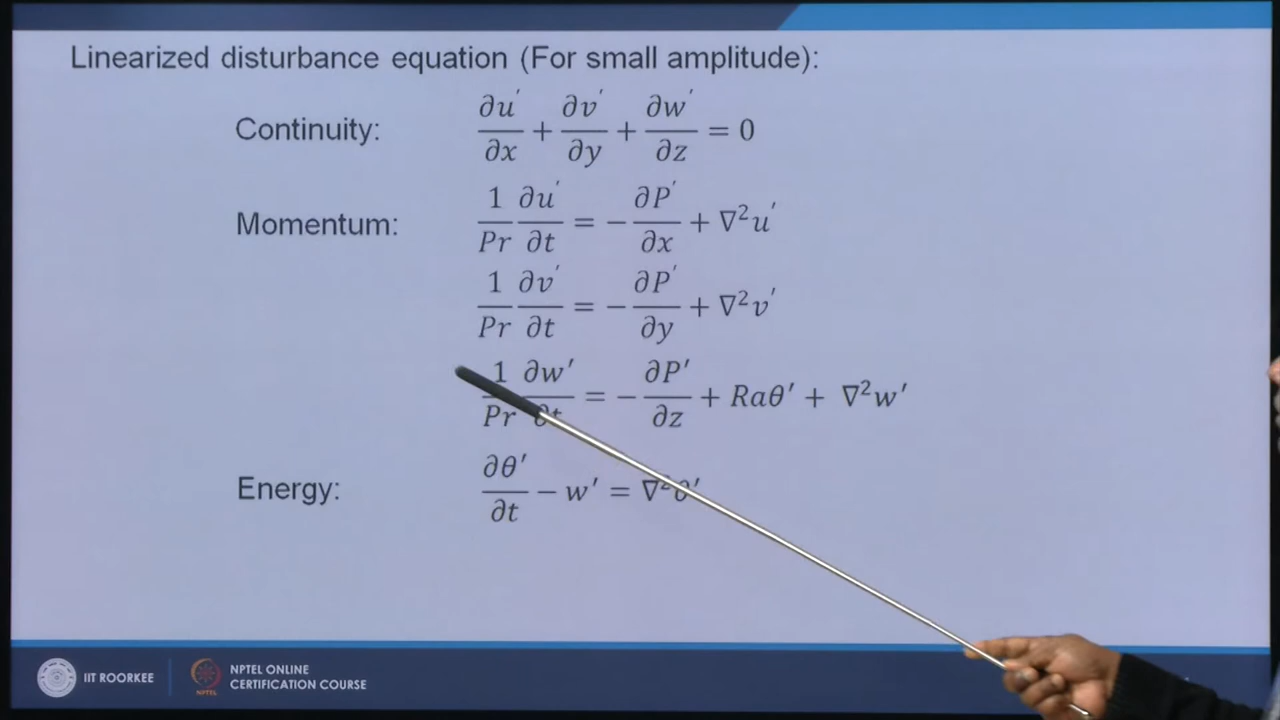 Linearized disturbance equation (For small amplitude):
Continuity: ∂u′/∂x + ∂v′/∂y + ∂w′/∂z = 0
Momentum: 1/Pr ∂u′/∂t = −∂P′/∂x + ∇²u′
1/Pr ∂v′/∂t = −∂P′/∂y + ∇²v′
1/Pr ∂w′/∂t = −∂P′/∂z + Raθ′ + ∇²w′
Energy: ∂θ′/∂t − w′ = ∇²θ′
IIT ROORKEE
NPTEL
NPTEL ONLINE
CERTIFICATION COURSE